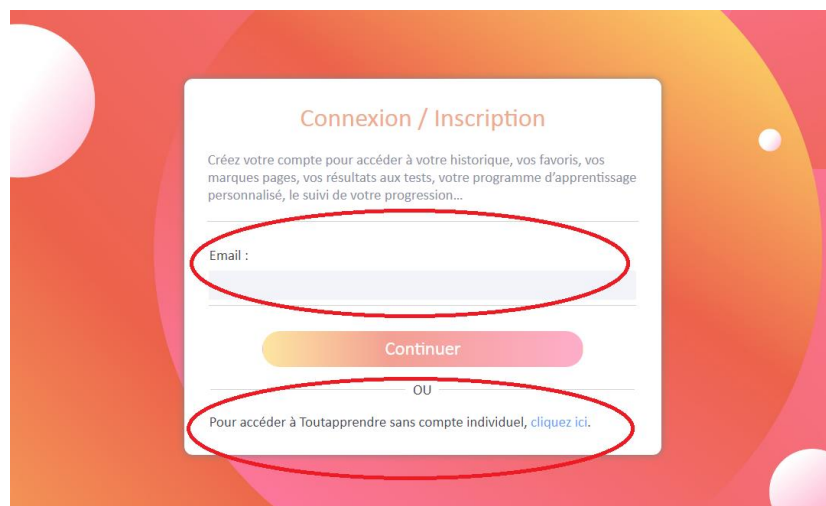 Connexion / Inscription
Créez votre compte pour accéder à votre historique, vos favoris, vos
marques pages, vos résultats aux tests, votre programme d'apprentissage
personnalisé, le suivi de votre progression...
Email :
Continuer
OU
Pour accéder à Toutapprendre sans compte individuel, cliquez ici.